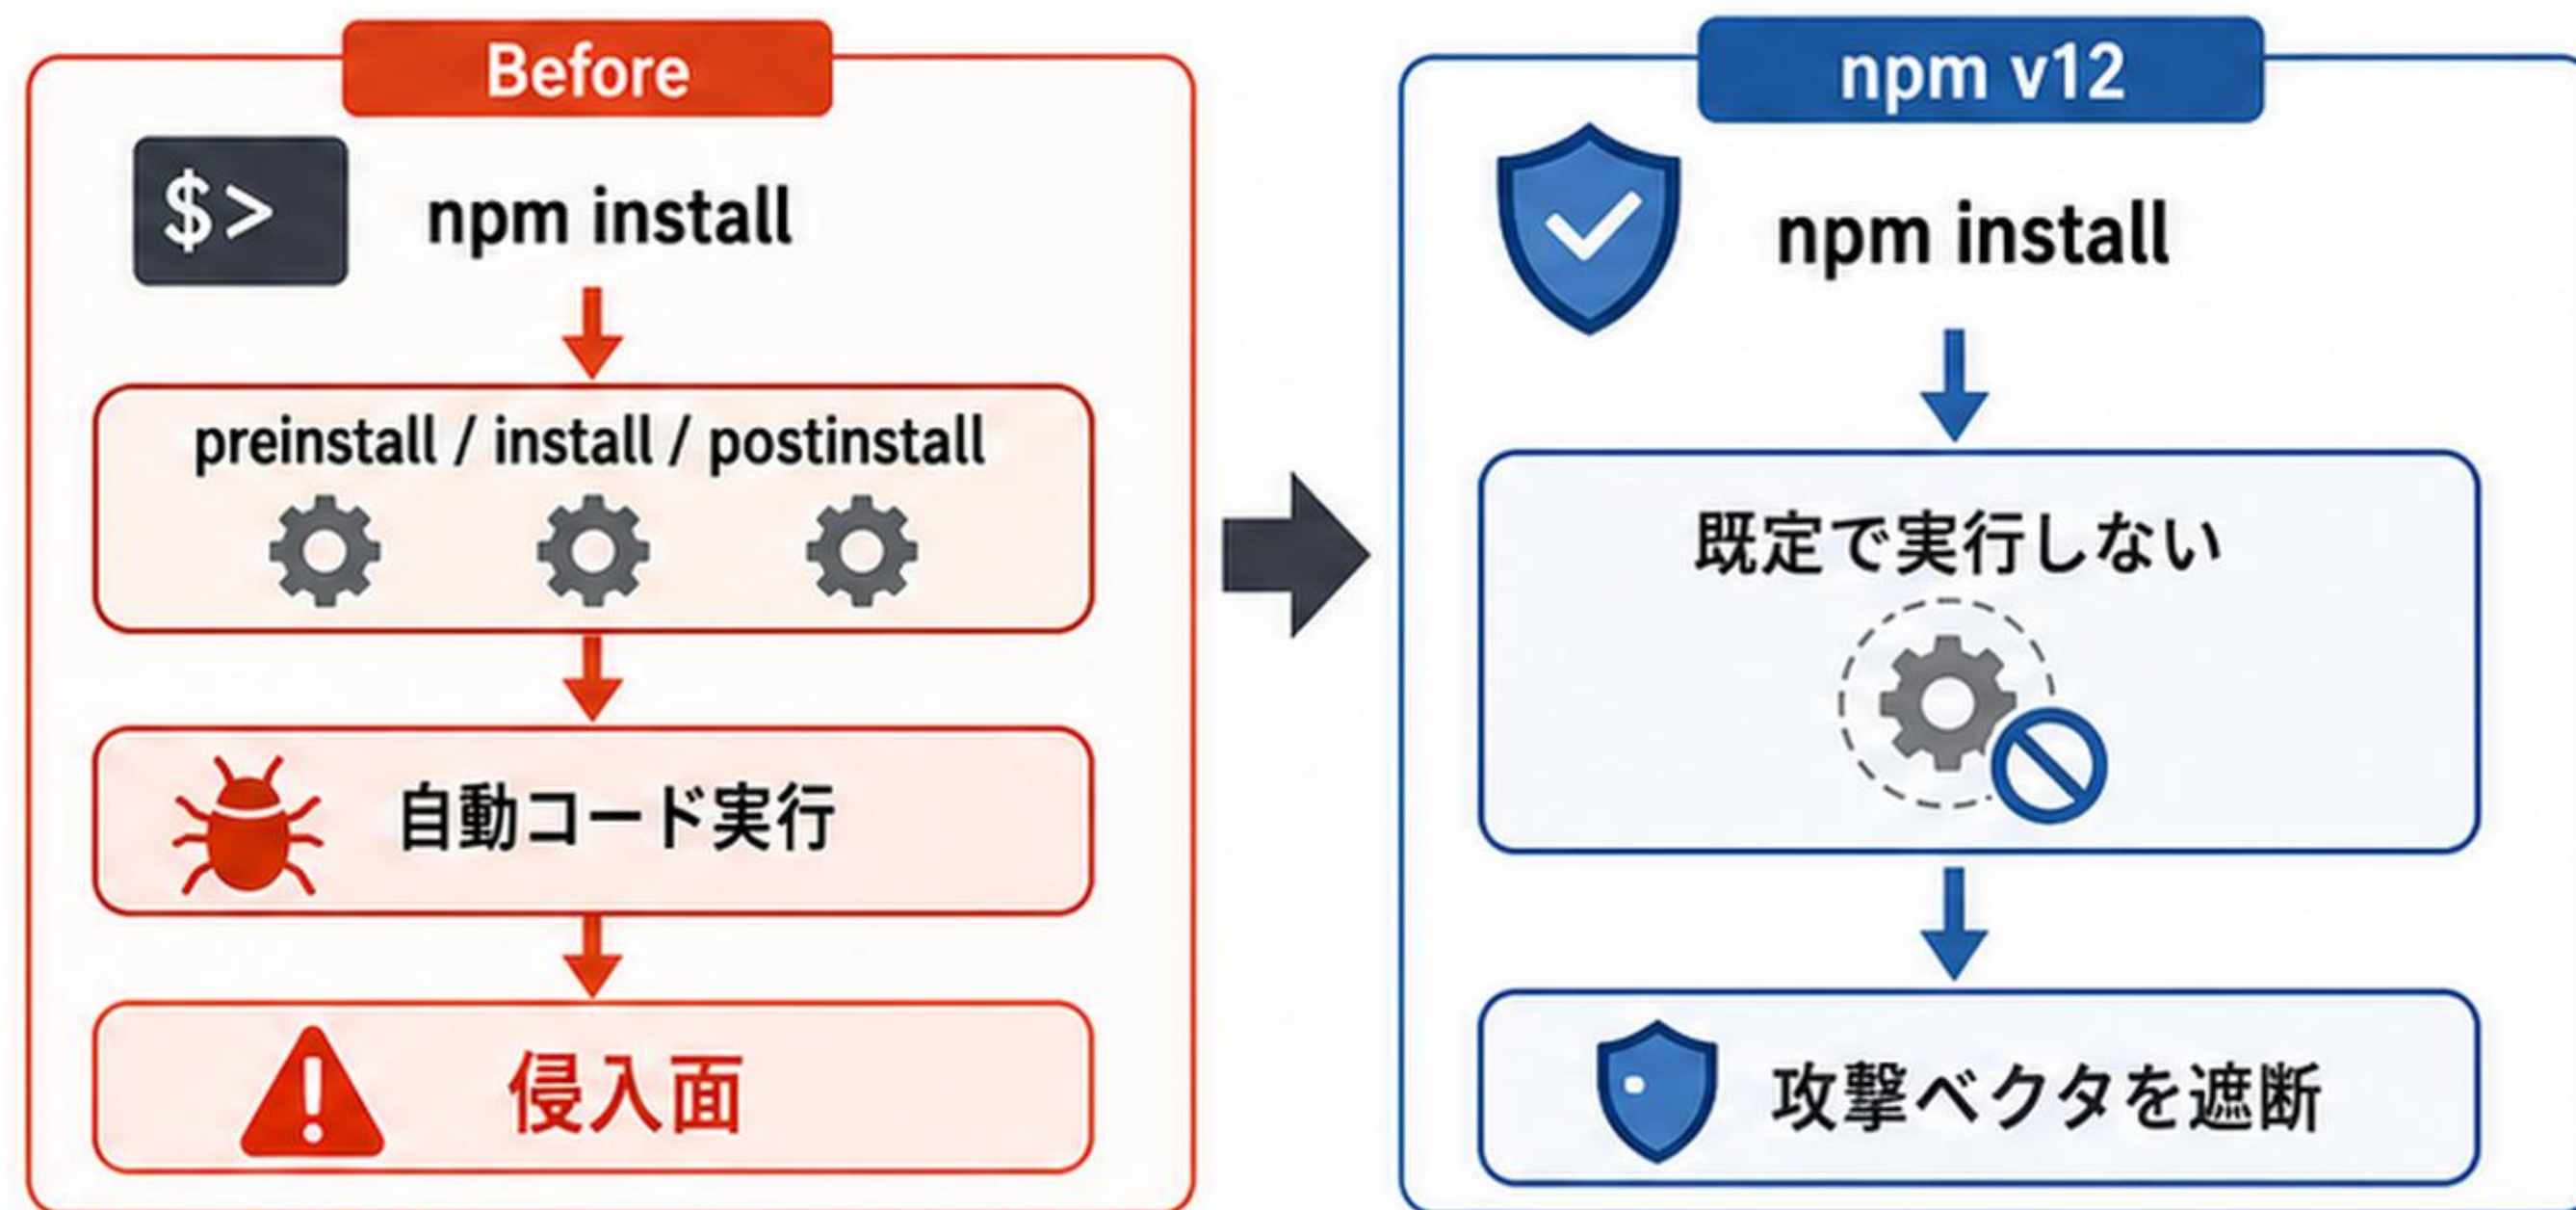 Before
$>
npm install
preinstall / install / postinstall
自動コード実行
侵入面
npm v12
npm install
既定で実行しない
攻撃ベクタを遮断